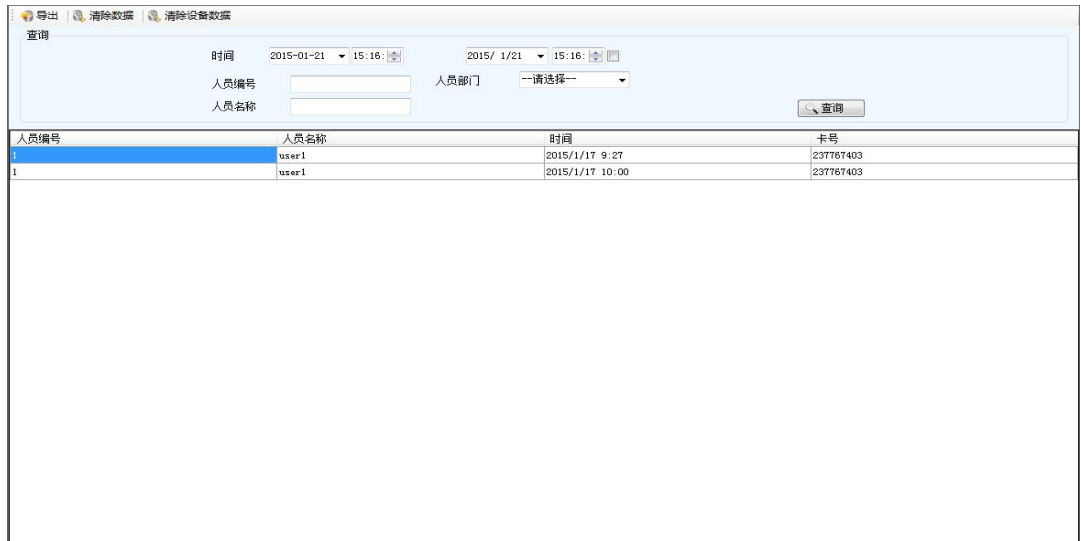 导出 清除数据 清除设备数据
查询
时间 2015-01-21 15:16: 2015/ 1/21 15:16:
人员编号 人员部门 --请选择--
人员名称 查询
人员编号 人员名称 时间 卡号
1 user1 2015/1/17 9:27 237767403
1 user1 2015/1/17 10:00 237767403